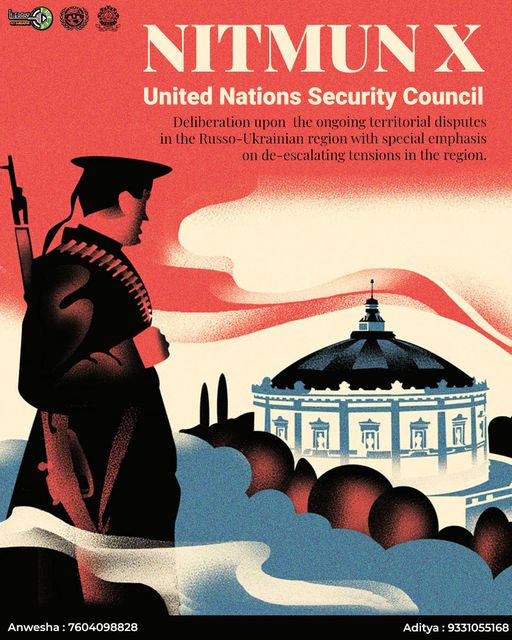 NITMUN X
United Nations Security Council
Deliberation upon the ongoing territorial disputes
in the Russo-Ukrainian region with special emphasis
on de-escalating tensions in the region.
Anwesha : 7604098828
Aditya : 9331055168